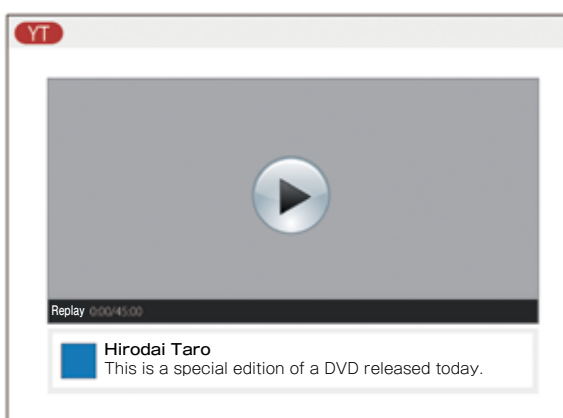 YT
Replay 0:00/45:00
Hirodai Taro
This is a special edition of a DVD released today.